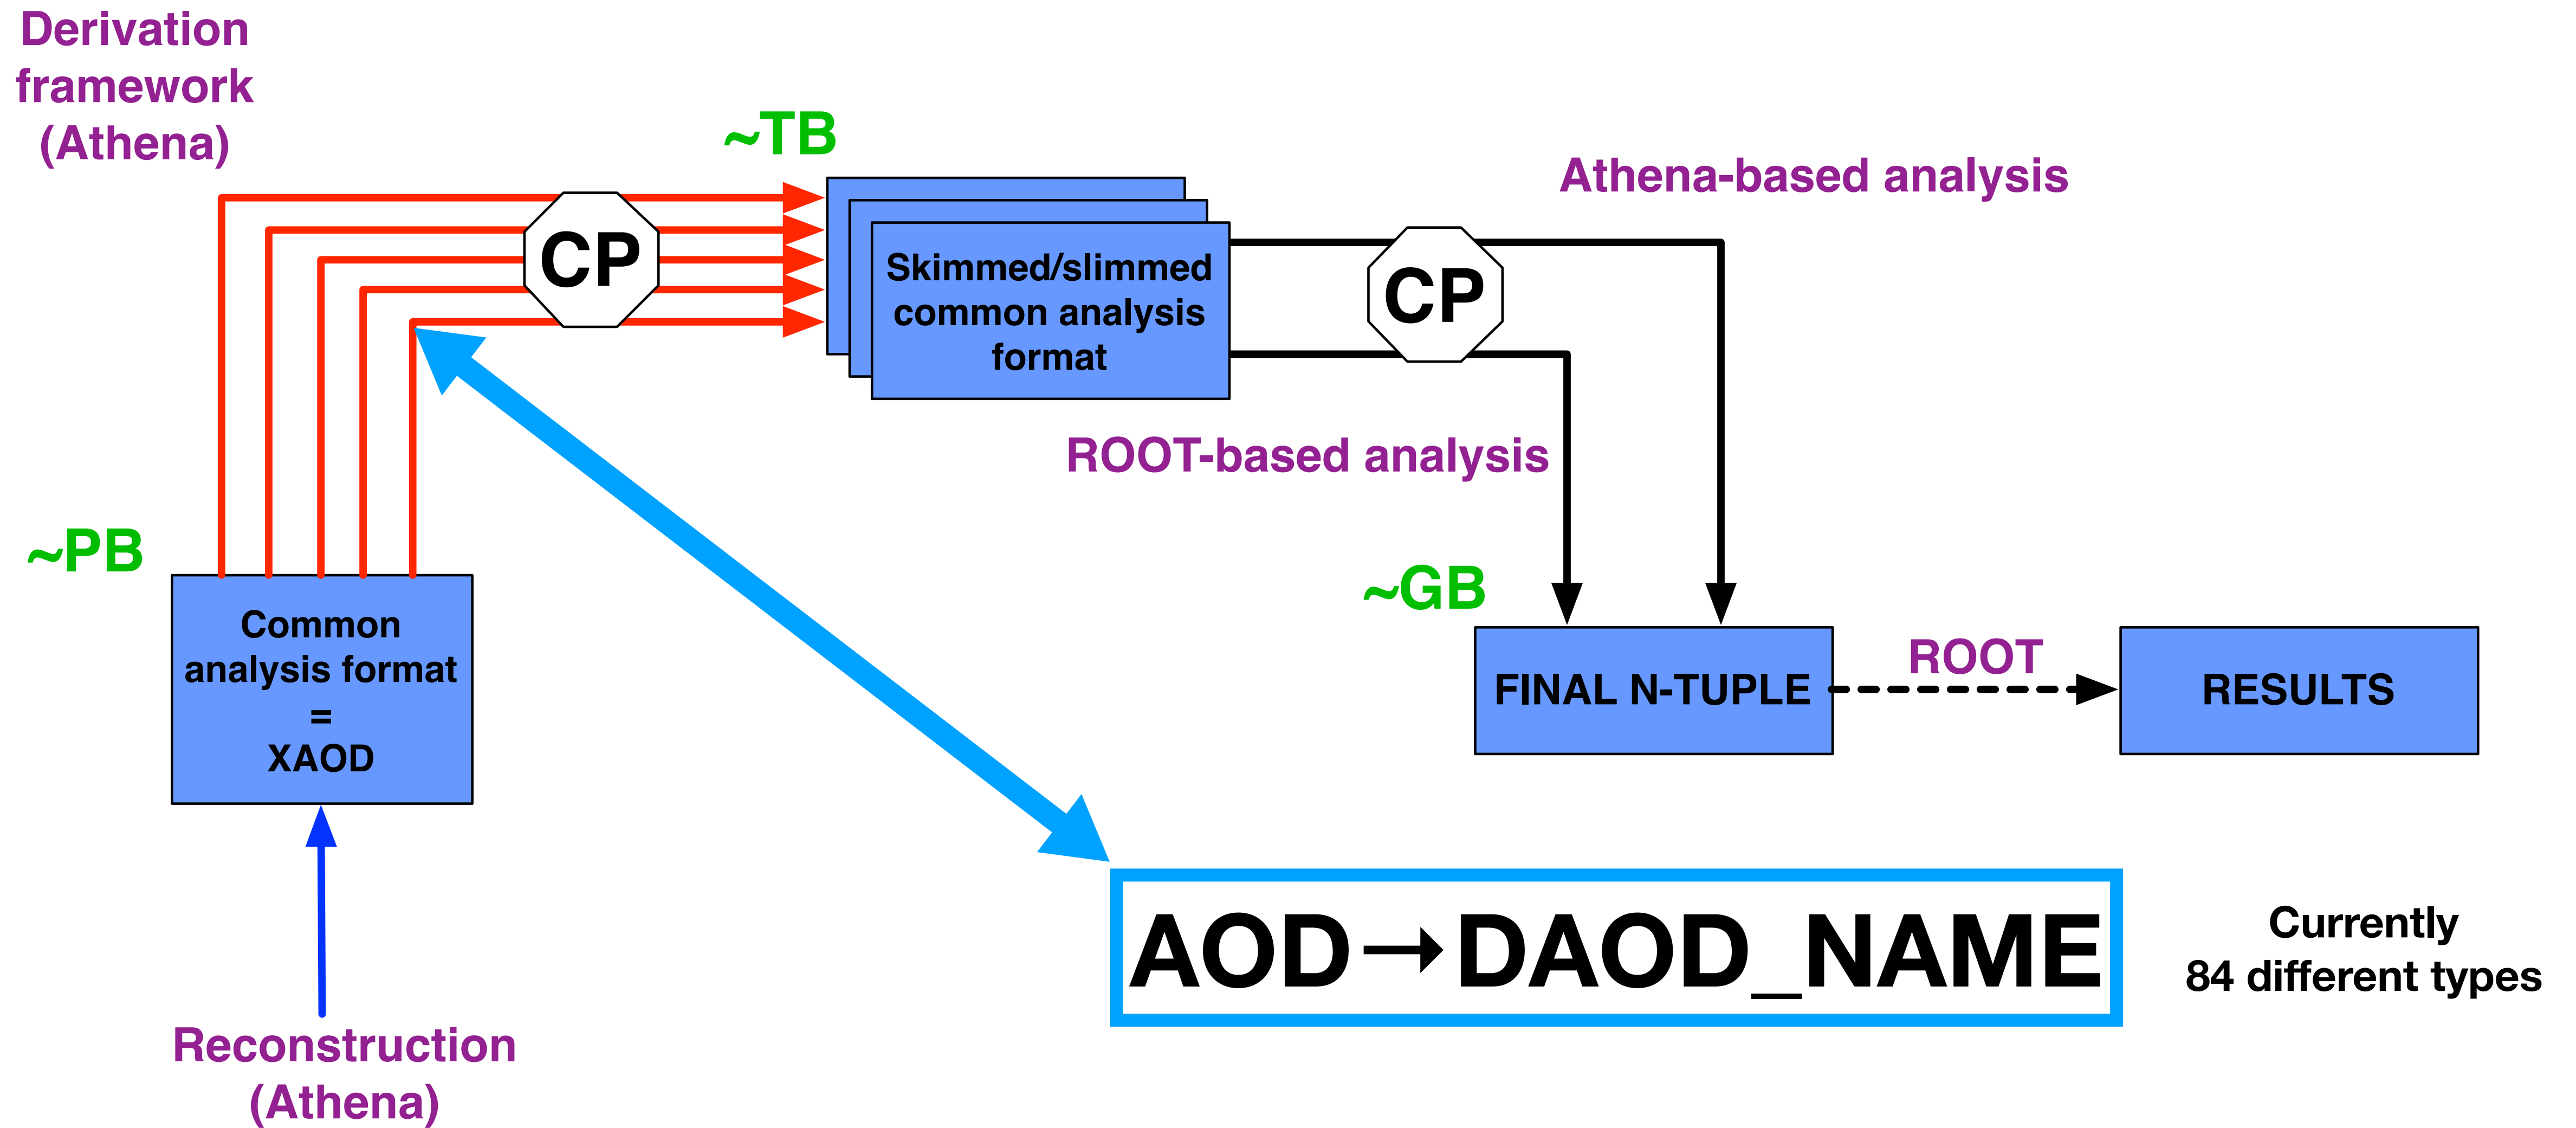 Derivation
framework
(Athena)
~TB
CP
Skimmed/slimmed
common analysis
format
CP
Athena-based analysis
ROOT-based analysis
~PB
Common
analysis format
=
XAOD
~GB
FINAL N-TUPLE
ROOT
RESULTS
Reconstruction
(Athena)
AOD→DAOD_NAME
Currently
84 different types